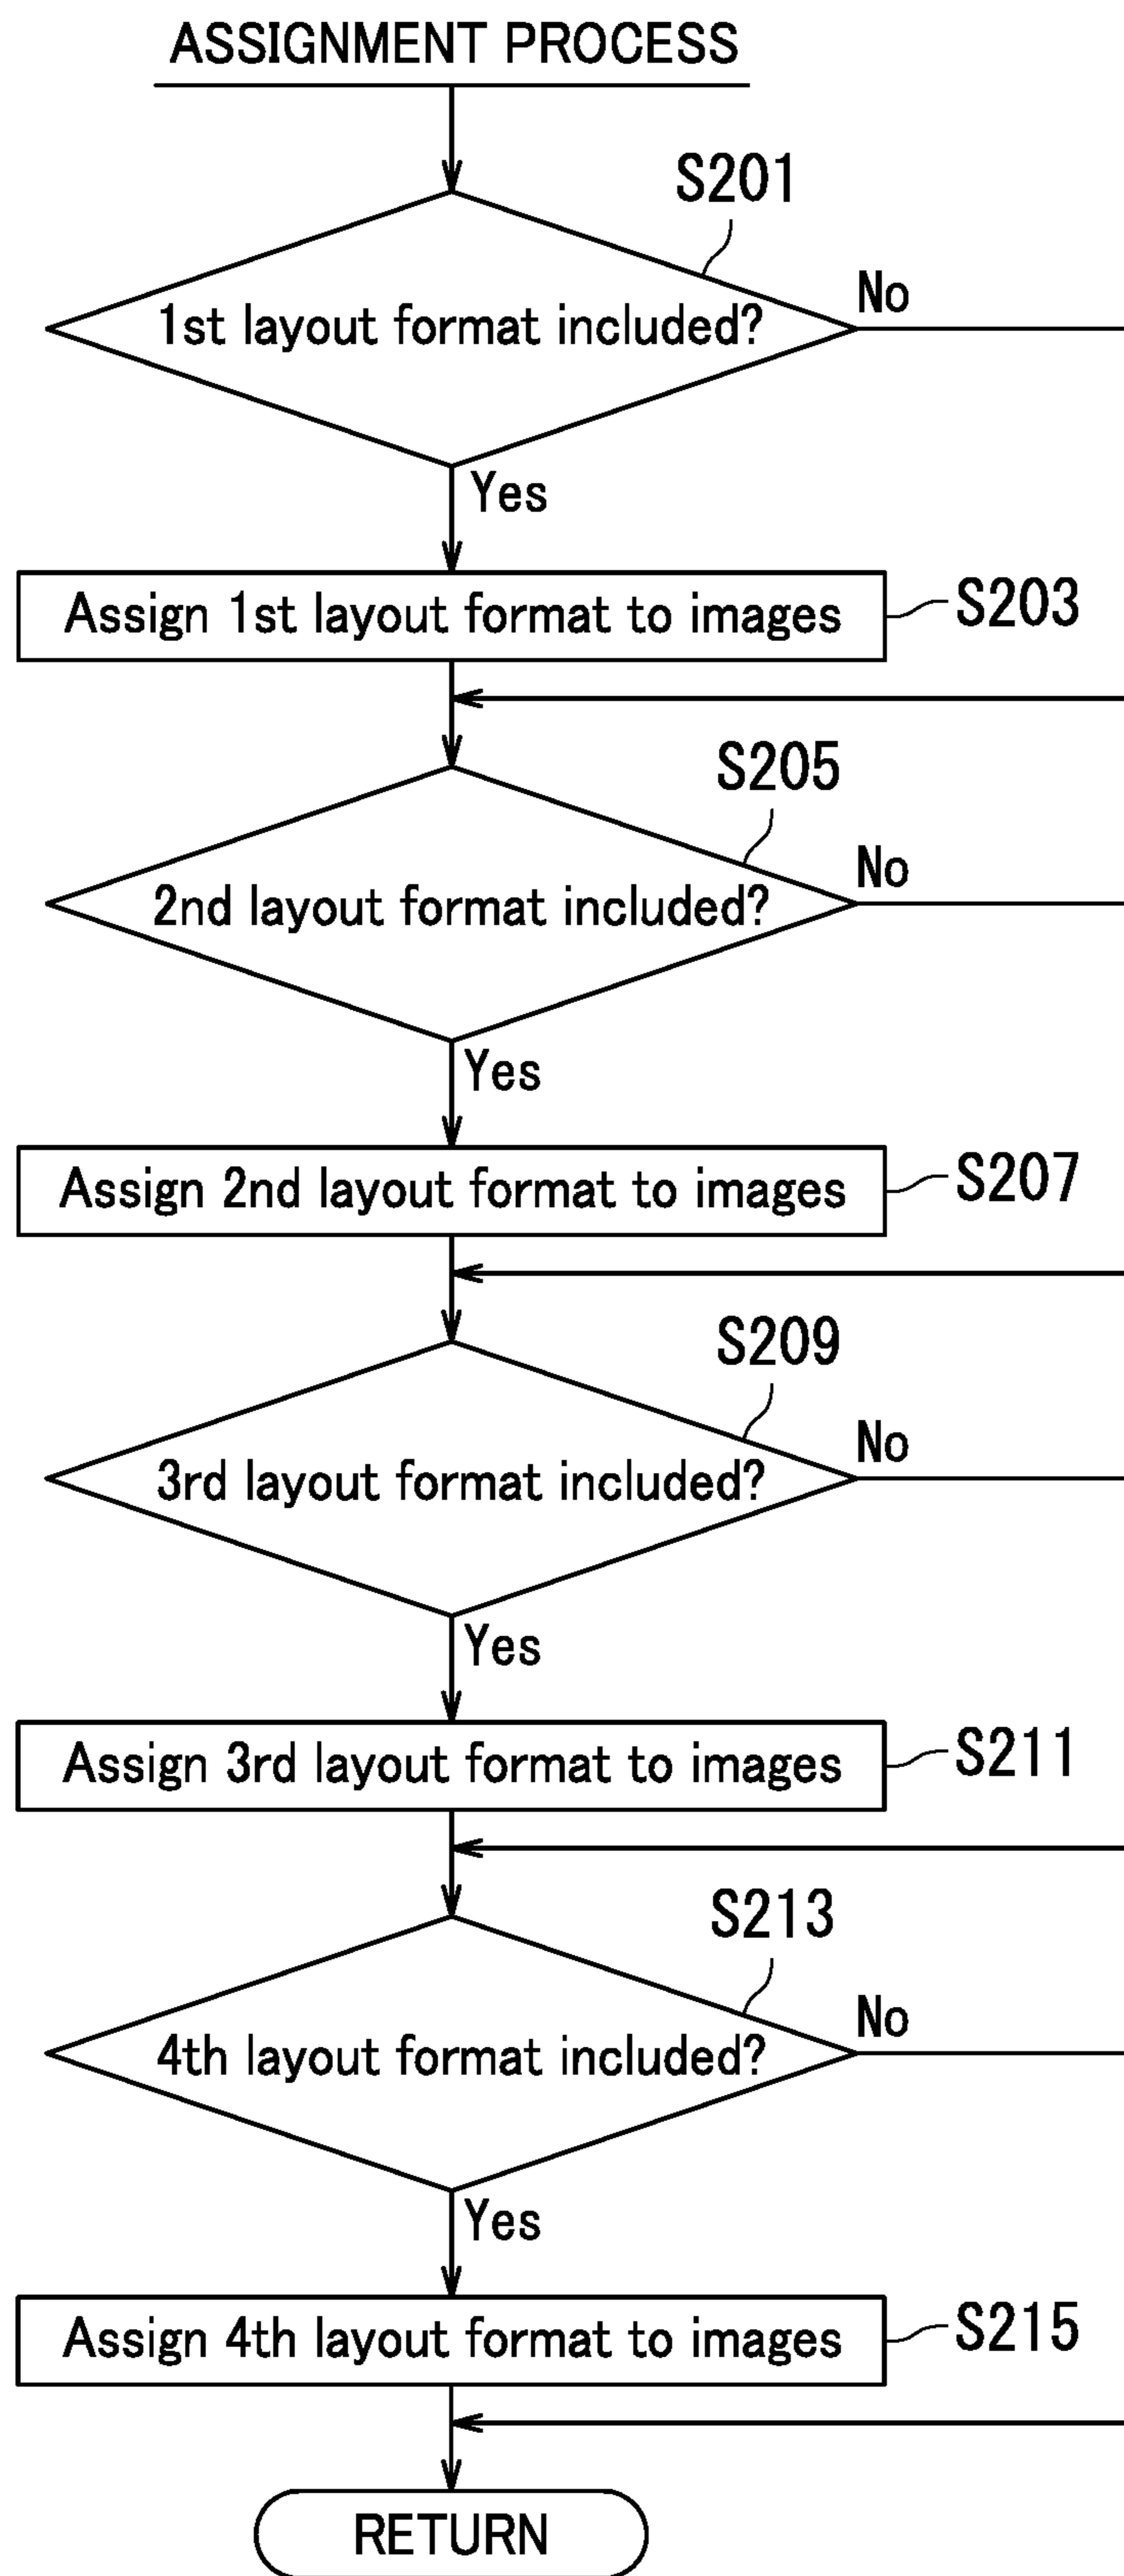 ASSIGNMENT PROCESS
S201
1st layout format included?
No
Yes
Assign 1st layout format to images
S203
S205
2nd layout format included?
No
Yes
Assign 2nd layout format to images
S207
S209
3rd layout format included?
No
Yes
Assign 3rd layout format to images
S211
S213
4th layout format included?
No
Yes
Assign 4th layout format to images
S215
RETURN